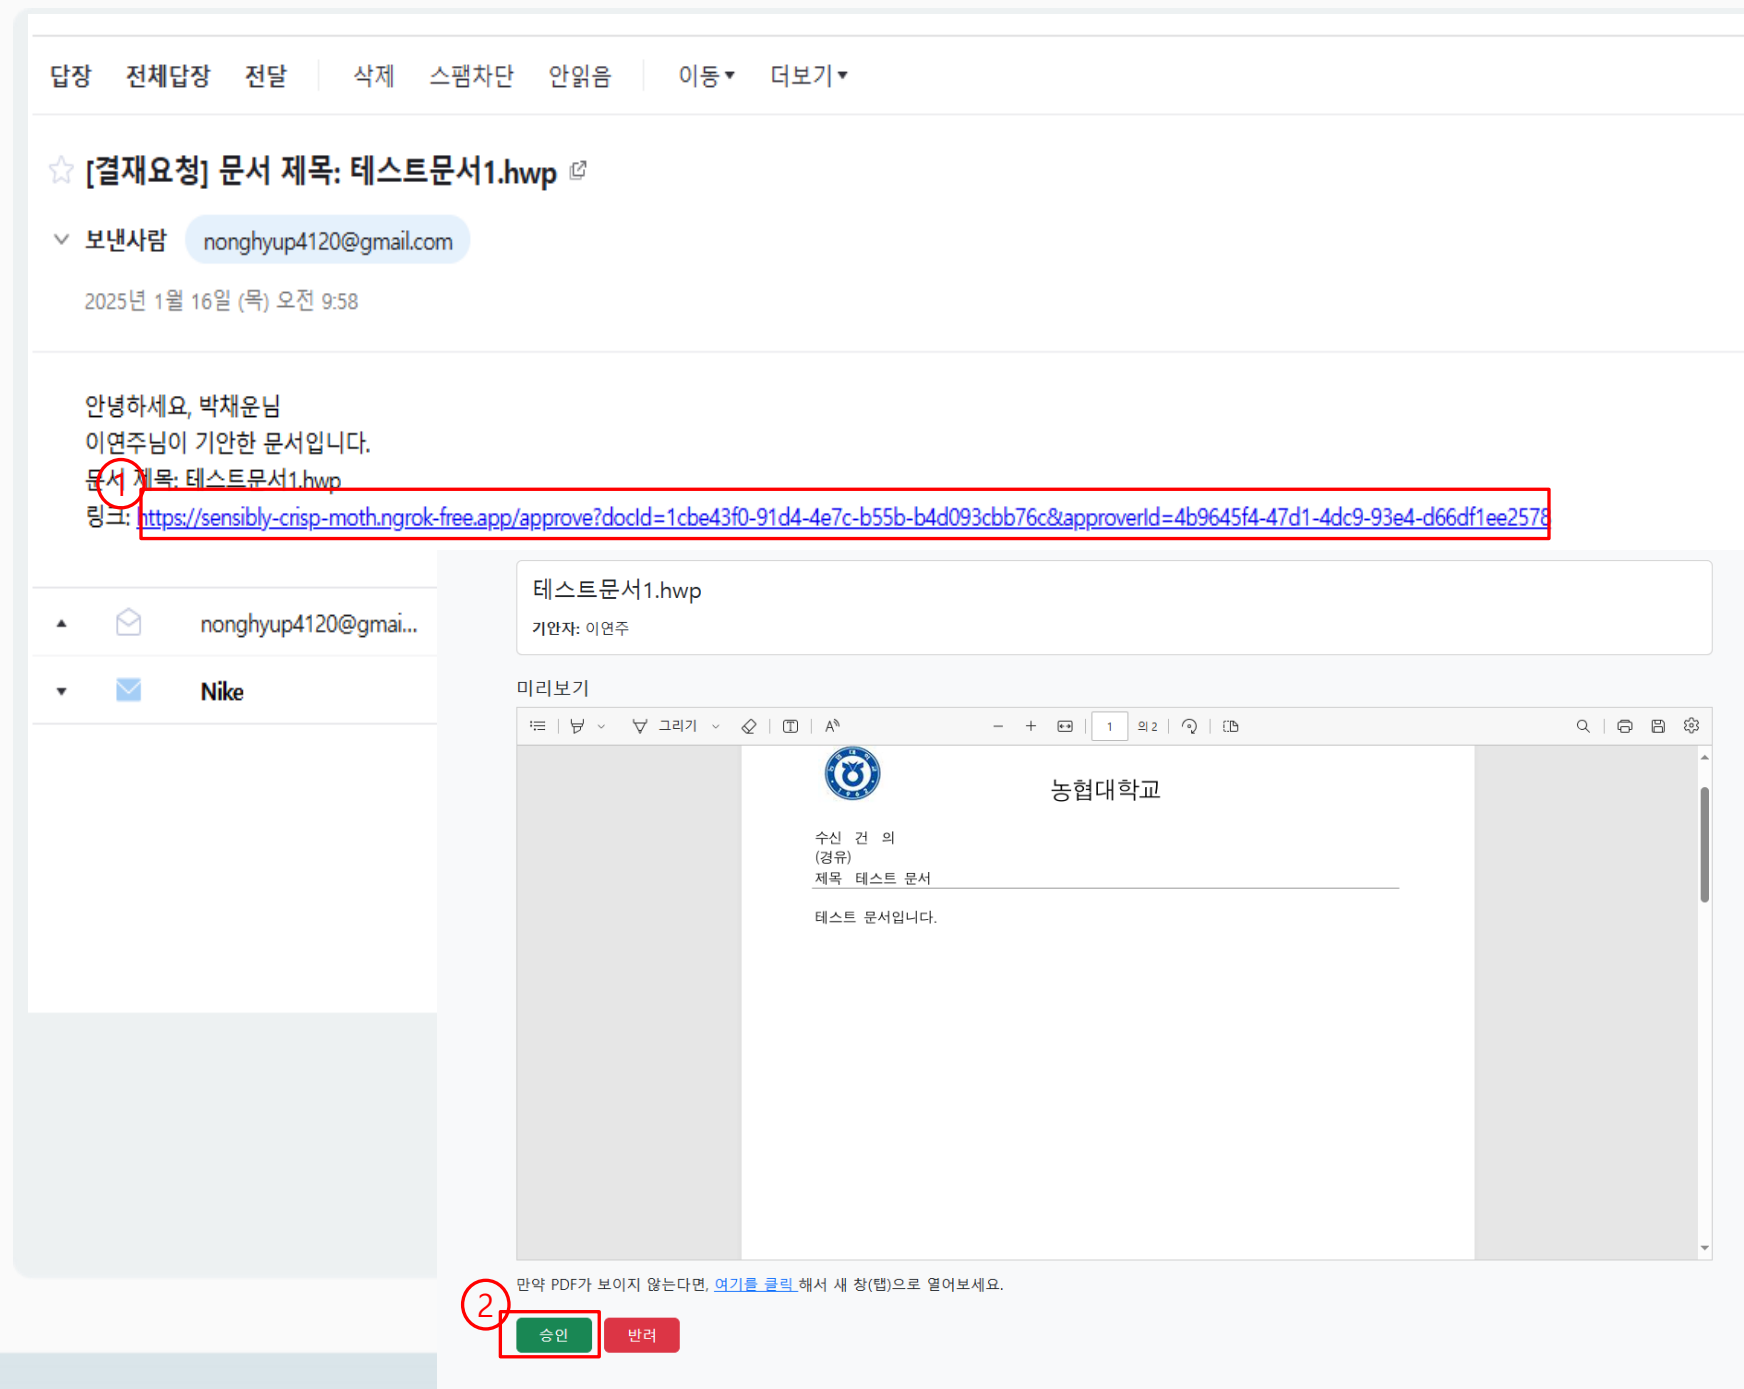 답장 전체답장 전달 삭제 스팸차단 안읽음 이동▾ 더보기▾
[결재요청] 문서 제목: 테스트문서1.hwp
보낸사람 nonghyup4120@gmail.com
2025년 1월 16일 (목) 오전 9:58
안녕하세요, 박채운님
이연주님이 기안한 문서입니다.
문서 제목: 테스트문서1.hwp
1
링크: https://sensibly-crisp-moth.ngrok-free.app/approve?docId=1cbe43f0-91d4-4e7c-b55b-b4d093cbb76c&approverId=4b9645f4-47d1-4dc9-93e4-d66df1ee2578
nonghyup4120@gmai...
Nike
테스트문서1.hwp
기안자: 이연주
미리보기
그리기 1 의 2
농협대학교
1962
농협대학교
수신 건 의
(경유)
제목 테스트 문서
테스트 문서입니다.
만약 PDF가 보이지 않는다면, 여기를 클릭 해서 새 창(탭)으로 열어보세요.
2
승인 반려